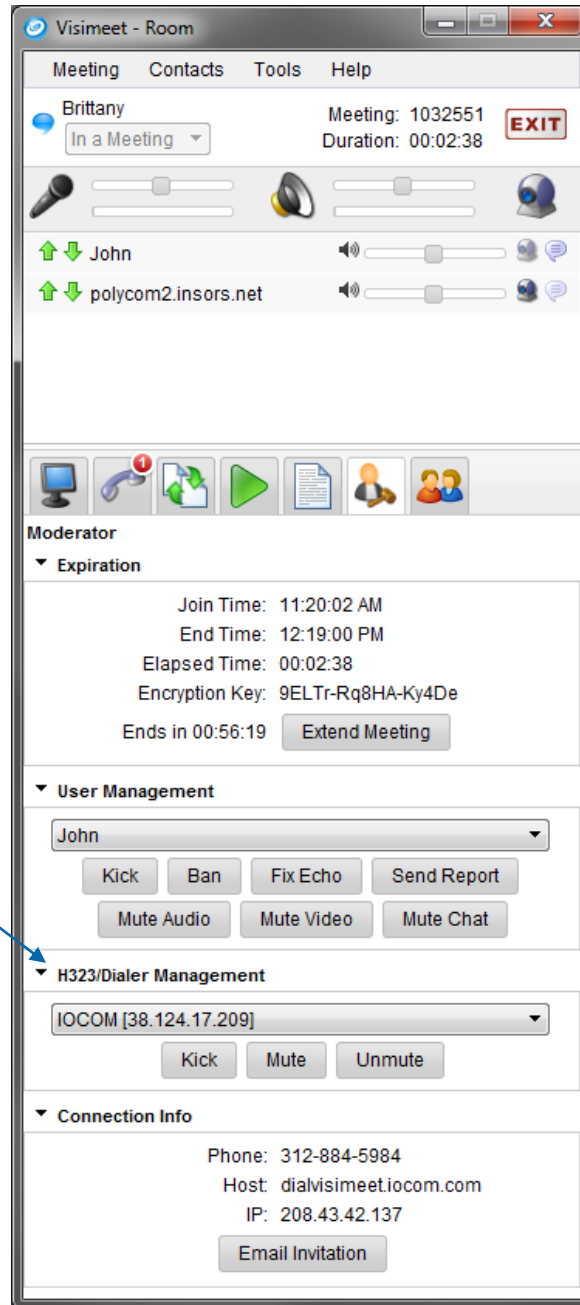 Visimeet - Room
Meeting Contacts Tools Help
Brittany
In a Meeting
Meeting: 1032551
Duration: 00:02:38
EXIT
John
polycom2.insors.net
1
Moderator
Expiration
Join Time: 11:20:02 AM
End Time: 12:19:00 PM
Elapsed Time: 00:02:38
Encryption Key: 9ELTr-Rq8HA-Ky4De
Ends in 00:56:19 Extend Meeting
User Management
John
Kick Ban Fix Echo Send Report
Mute Audio Mute Video Mute Chat
H323/Dialer Management
IOCOM [38.124.17.209]
Kick Mute Unmute
Connection Info
Phone: 312-884-5984
Host: dialvisimeet.iocom.com
IP: 208.43.42.137
Email Invitation